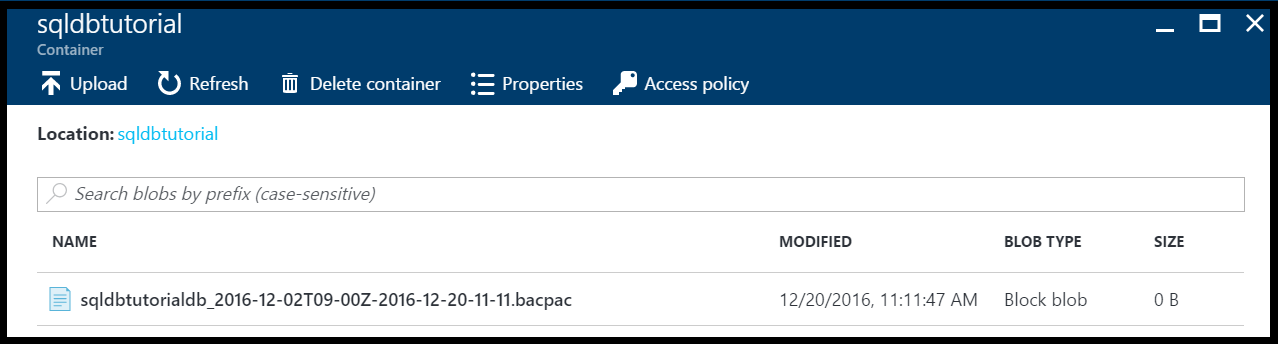 sqldbtutorial
Container
Upload Refresh Delete container Properties Access policy
Location: sqldbtutorial
Search blobs by prefix (case-sensitive)
NAME MODIFIED BLOB TYPE SIZE
sqldbtutorialdb_2016-12-02T09-00Z-2016-12-20-11-11.bacpac 12/20/2016, 11:11:47 AM Block blob 0 B